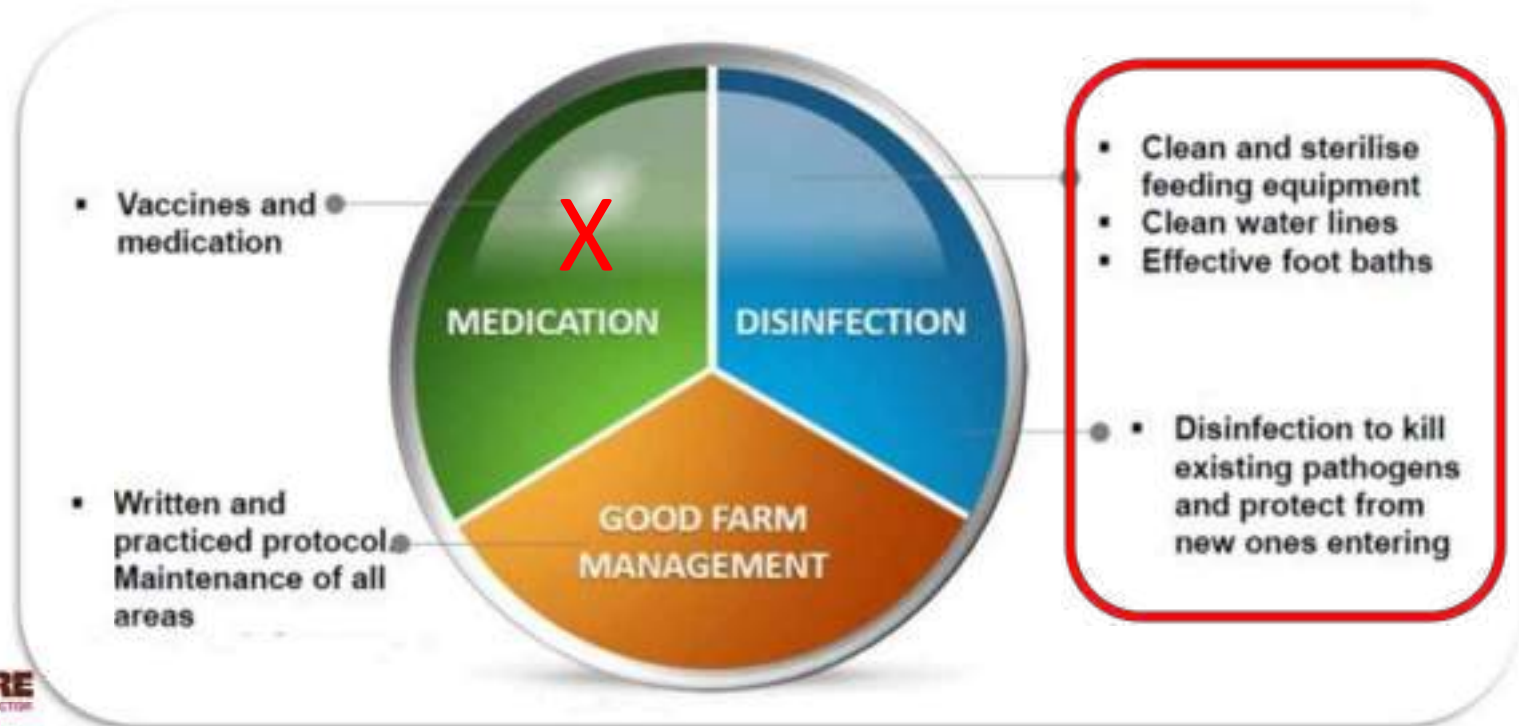 ▪ Vaccines and
medication
X
MEDICATION
DISINFECTION
▪ Clean and sterilise
feeding equipment
▪ Clean water lines
▪ Effective foot baths
▪ Disinfection to kill
existing pathogens
and protect from
new ones entering
▪ Written and
practiced protocol.
Maintenance of all
areas
GOOD FARM
MANAGEMENT
RE